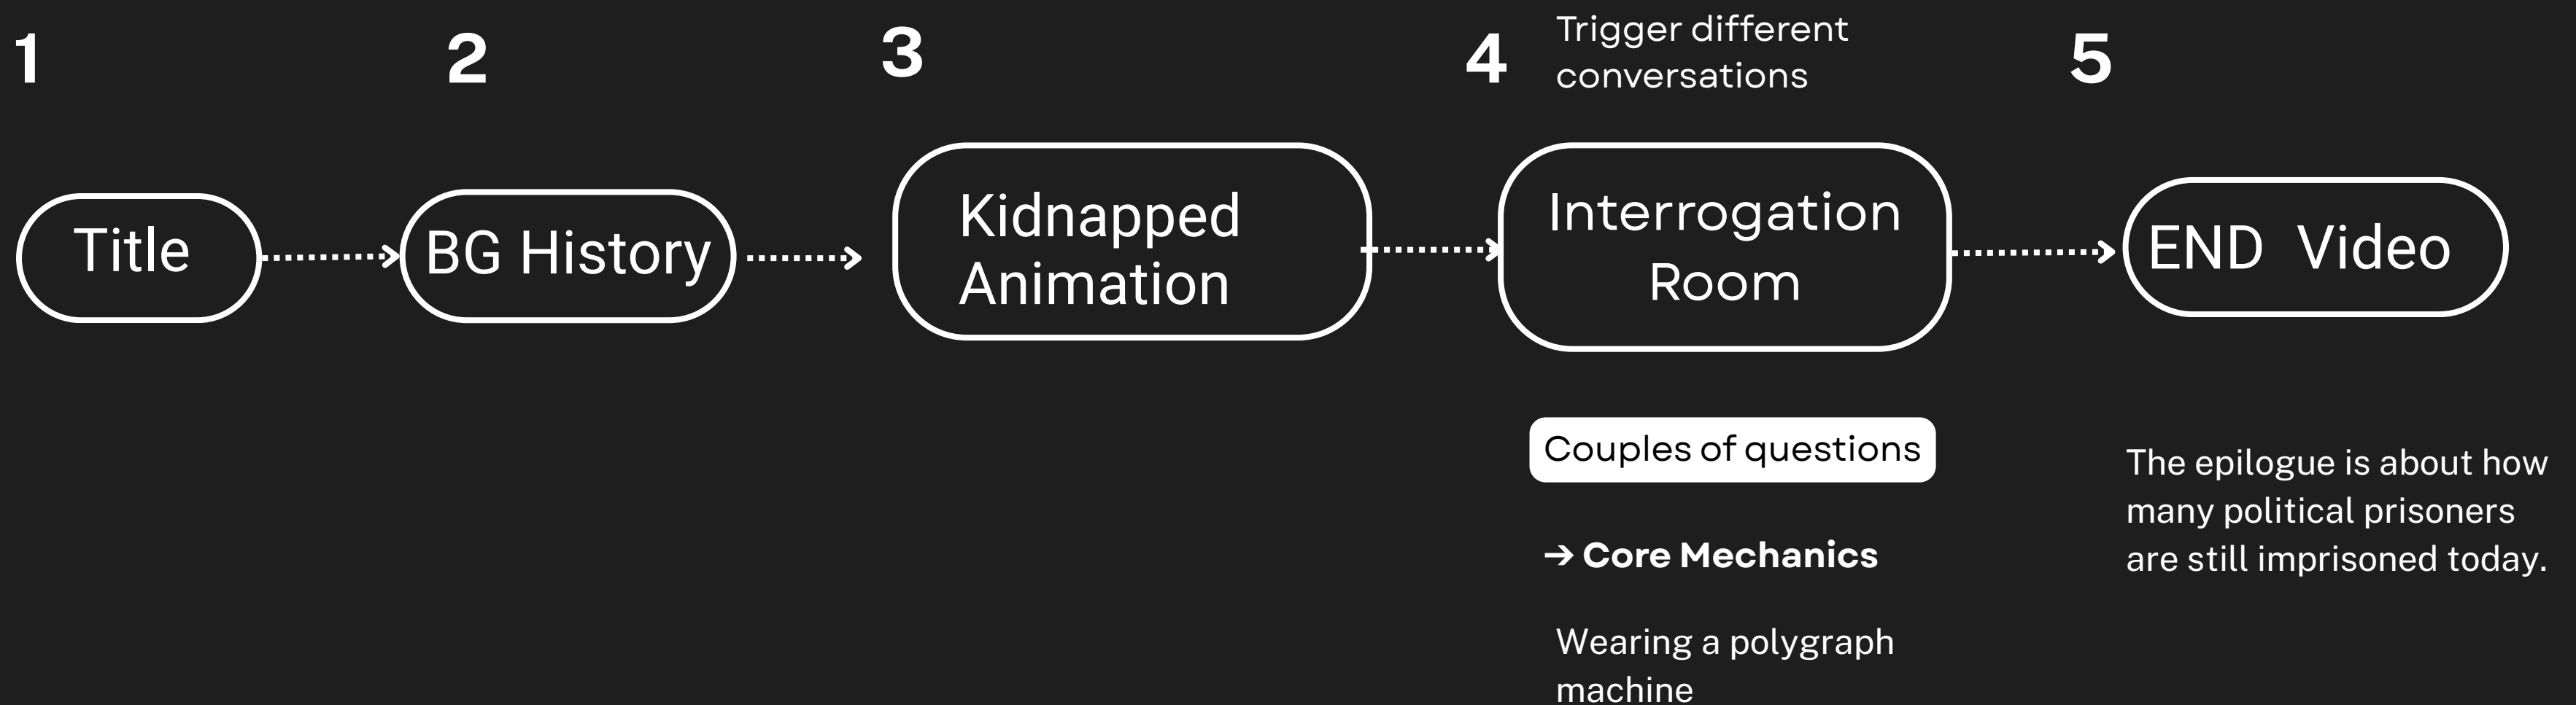 1
2
3
4
Trigger different
conversations
5
Title
BG History
Kidnapped
Animation
Interrogation
Room
END Video
Couples of questions
→ Core Mechanics
Wearing a polygraph
machine
The epilogue is about how
many political prisoners
are still imprisoned today.